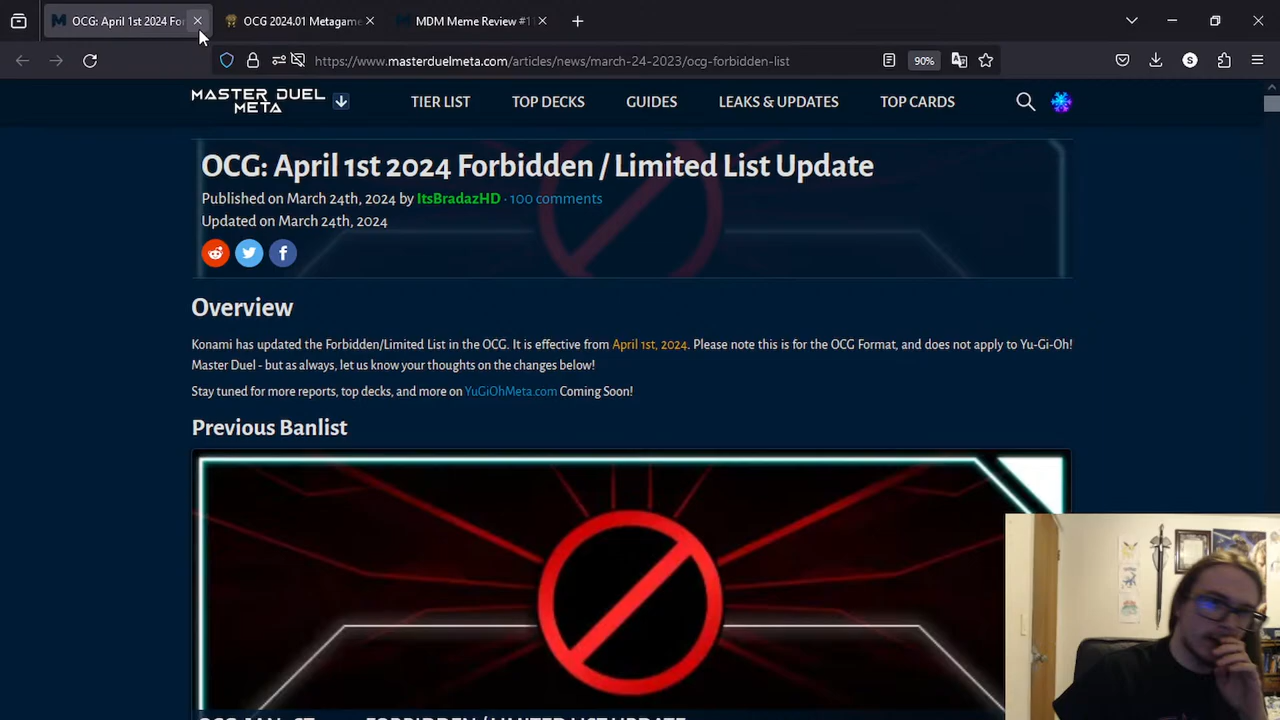 OCG: April 1st 2024 For
OCG 2024.01 Metagame
MDM Meme Review #1
https://www.masterduelmeta.com/articles/news/march-24-2023/ocg-forbidden-list
90%
S
MASTER DUEL
META
TIER LIST
TOP DECKS
GUIDES
LEAKS & UPDATES
TOP CARDS
OCG: April 1st 2024 Forbidden / Limited List Update
Published on March 24th, 2024 by ItsBradazHD · 100 comments
Updated on March 24th, 2024
Overview
Konami has updated the Forbidden/Limited List in the OCG. It is effective from April 1st, 2024. Please note this is for the OCG Format, and does not apply to Yu-Gi-Oh!
Master Duel - but as always, let us know your thoughts on the changes below!
Stay tuned for more reports, top decks, and more on YuGiOhMeta.com Coming Soon!
Previous Banlist
FORBIDDEN / LIMITED LIST UPDATE